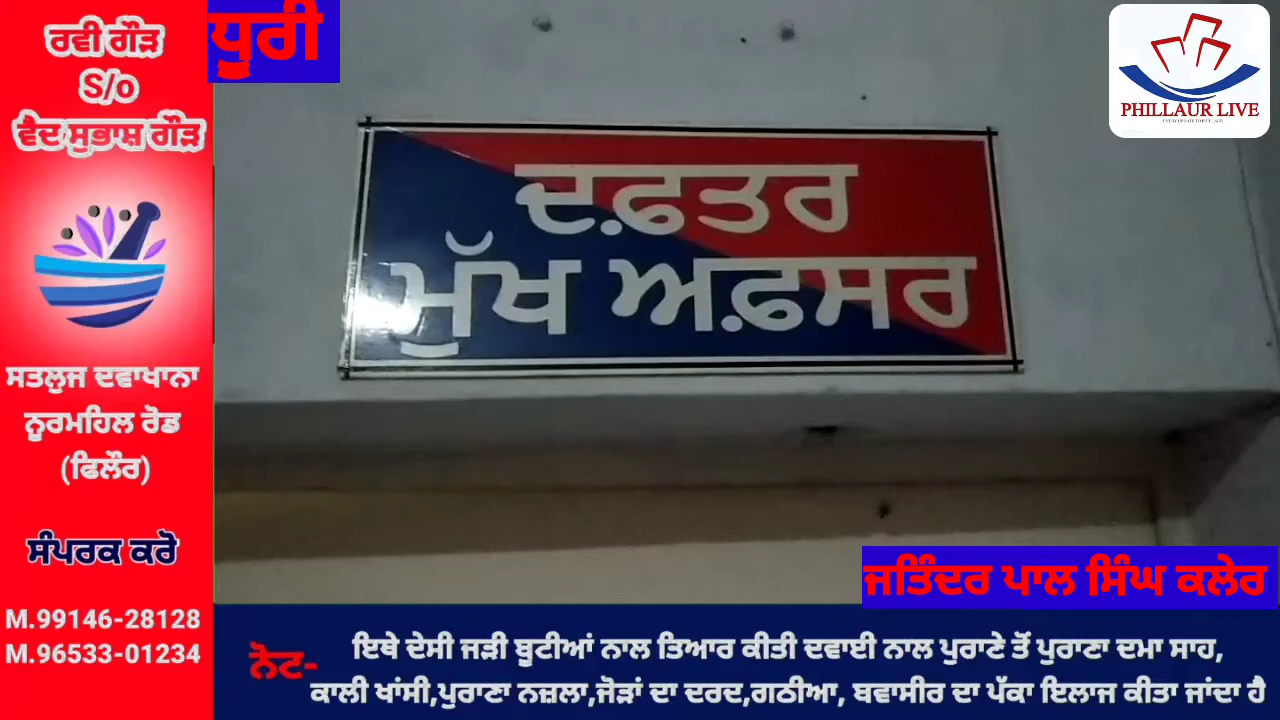 ਰਵੀ ਗੌੜ
S/o
ਵੈਦ ਸੁਭਾਸ਼ ਗੌੜ
ਸਤਲੁਜ ਦਵਾਖਾਨਾ
ਨੂਰਮਹਿਲ ਰੋਡ
(ਫਿਲੌਰ)
ਸੰਪਰਕ ਕਰੋ
M.99146-28128
M.96533-01234
ਧੂਰੀ
PHILLAUR LIVE
ਦਫ਼ਤਰ
ਮੁੱਖ ਅਫ਼ਸਰ
ਜਤਿੰਦਰ ਪਾਲ ਸਿੰਘ ਕਲੇਰ
ਨੋਟ-
ਇਥੇ ਦੇਸੀ ਜੜੀ ਬੂਟੀਆਂ ਨਾਲ ਤਿਆਰ ਕੀਤੀ ਦਵਾਈ ਨਾਲ ਪੁਰਾਣੇ ਤੋਂ ਪੁਰਾਣਾ ਦਮਾ ਸਾਹ,
ਕਾਲੀ ਖਾਂਸੀ,ਪੁਰਾਣਾ ਨਜ਼ਲਾ,ਜੋੜਾਂ ਦਾ ਦਰਦ,ਗਠੀਆ, ਬਵਾਸੀਰ ਦਾ ਪੱਕਾ ਇਲਾਜ ਕੀਤਾ ਜਾਂਦਾ ਹੈ